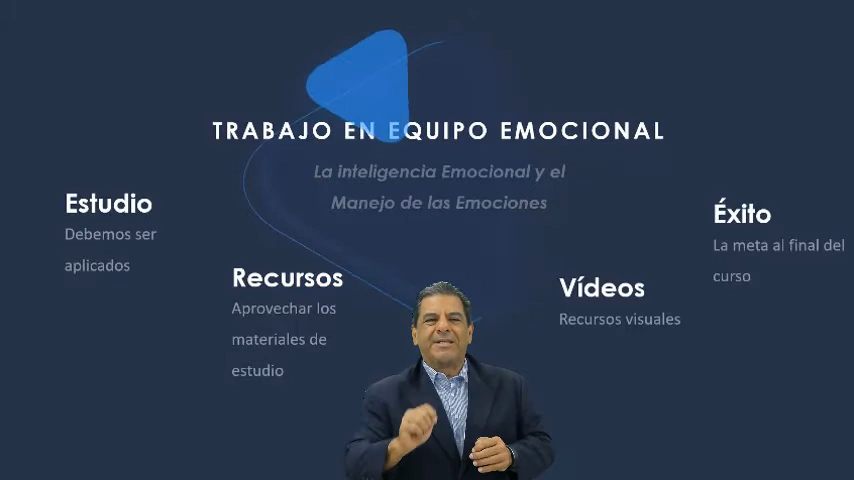 TRABAJO EN EQUIPO EMOCIONAL
La inteligencia Emocional y el
Manejo de las Emociones
Estudio
Debemos ser
aplicados
Recursos
Aprovechar los
materiales de
estudio
Vídeos
Recursos visuales
Éxito
La meta al final del
curso